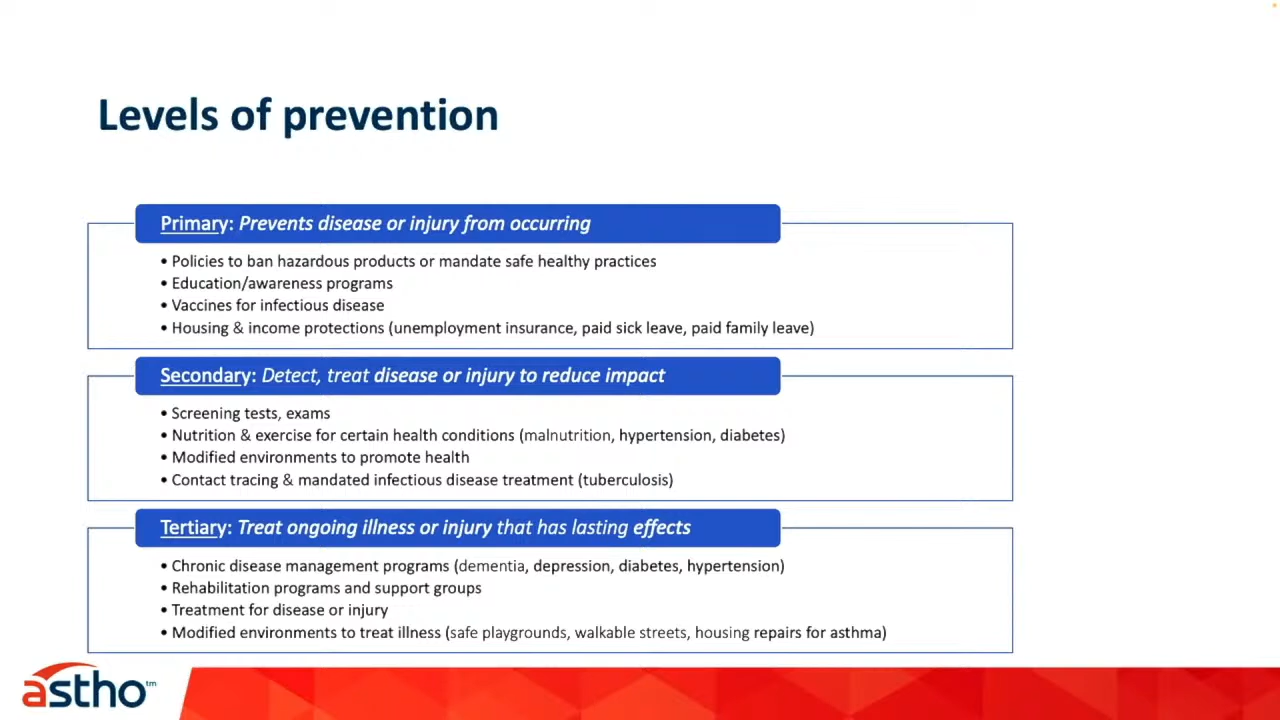 Levels of prevention
Primary: Prevents disease or injury from occurring
• Policies to ban hazardous products or mandate safe healthy practices
• Education/awareness programs
• Vaccines for infectious disease
• Housing & income protections (unemployment insurance, paid sick leave, paid family leave)
Secondary: Detect, treat disease or injury to reduce impact
• Screening tests, exams
• Nutrition & exercise for certain health conditions (malnutrition, hypertension, diabetes)
• Modified environments to promote health
• Contact tracing & mandated infectious disease treatment (tuberculosis)
Tertiary: Treat ongoing illness or injury that has lasting effects
• Chronic disease management programs (dementia, depression, diabetes, hypertension)
• Rehabilitation programs and support groups
• Treatment for disease or injury
• Modified environments to treat illness (safe playgrounds, walkable streets, housing repairs for asthma)
astho™